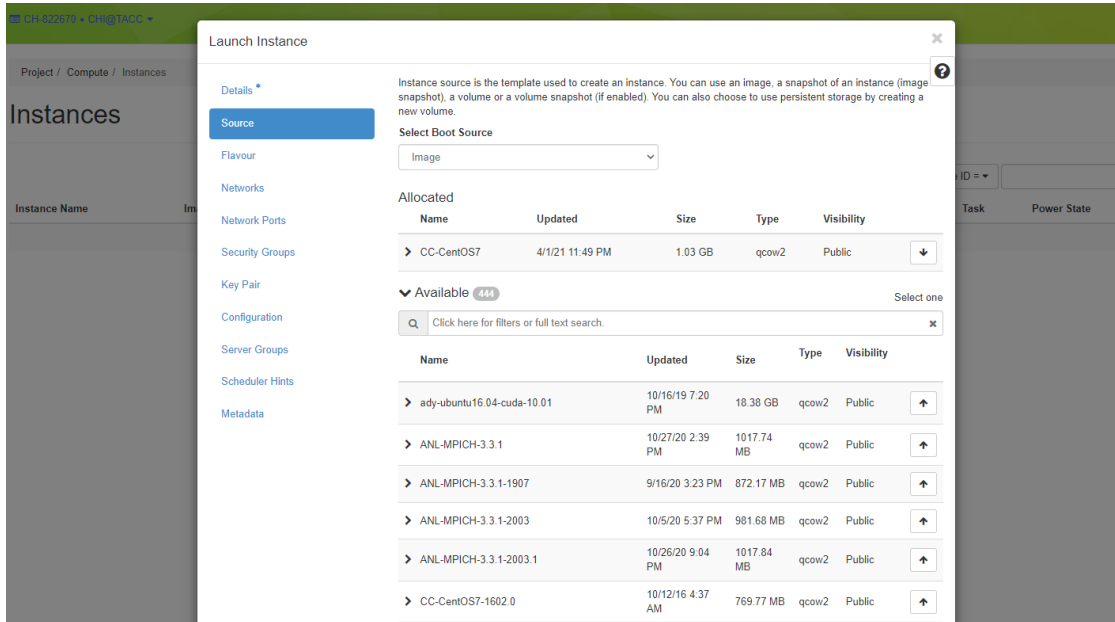 CH-822670 • CHI@TACC
Launch Instance
Project / Compute / Instances
Instances
Instance Name
Details *
Source
Flavour
Networks
Network Ports
Security Groups
Key Pair
Configuration
Server Groups
Scheduler Hints
Metadata
Instance source is the template used to create an instance. You can use an image, a snapshot of an instance (image
snapshot), a volume or a volume snapshot (if enabled). You can also choose to use persistent storage by creating a
new volume.
Select Boot Source
Image
Allocated
Name Updated Size Type Visibility
CC-CentOS7 4/1/21 11:49 PM 1.03 GB qcow2 Public
Available 444
Select one
Click here for filters or full text search.
Name Updated Size Type Visibility
ady-ubuntu16.04-cuda-10.01 10/16/19 7:20 PM 18.38 GB qcow2 Public
ANL-MPICH-3.3.1 10/27/20 2:39 PM 1017.74 MB qcow2 Public
ANL-MPICH-3.3.1-1907 9/16/20 3:23 PM 872.17 MB qcow2 Public
ANL-MPICH-3.3.1-2003 10/5/20 5:37 PM 981.68 MB qcow2 Public
ANL-MPICH-3.3.1-2003.1 10/26/20 9:04 PM 1017.84 MB qcow2 Public
CC-CentOS7-1602.0 10/12/16 4:37 AM 769.77 MB qcow2 Public
ID =
Task Power State